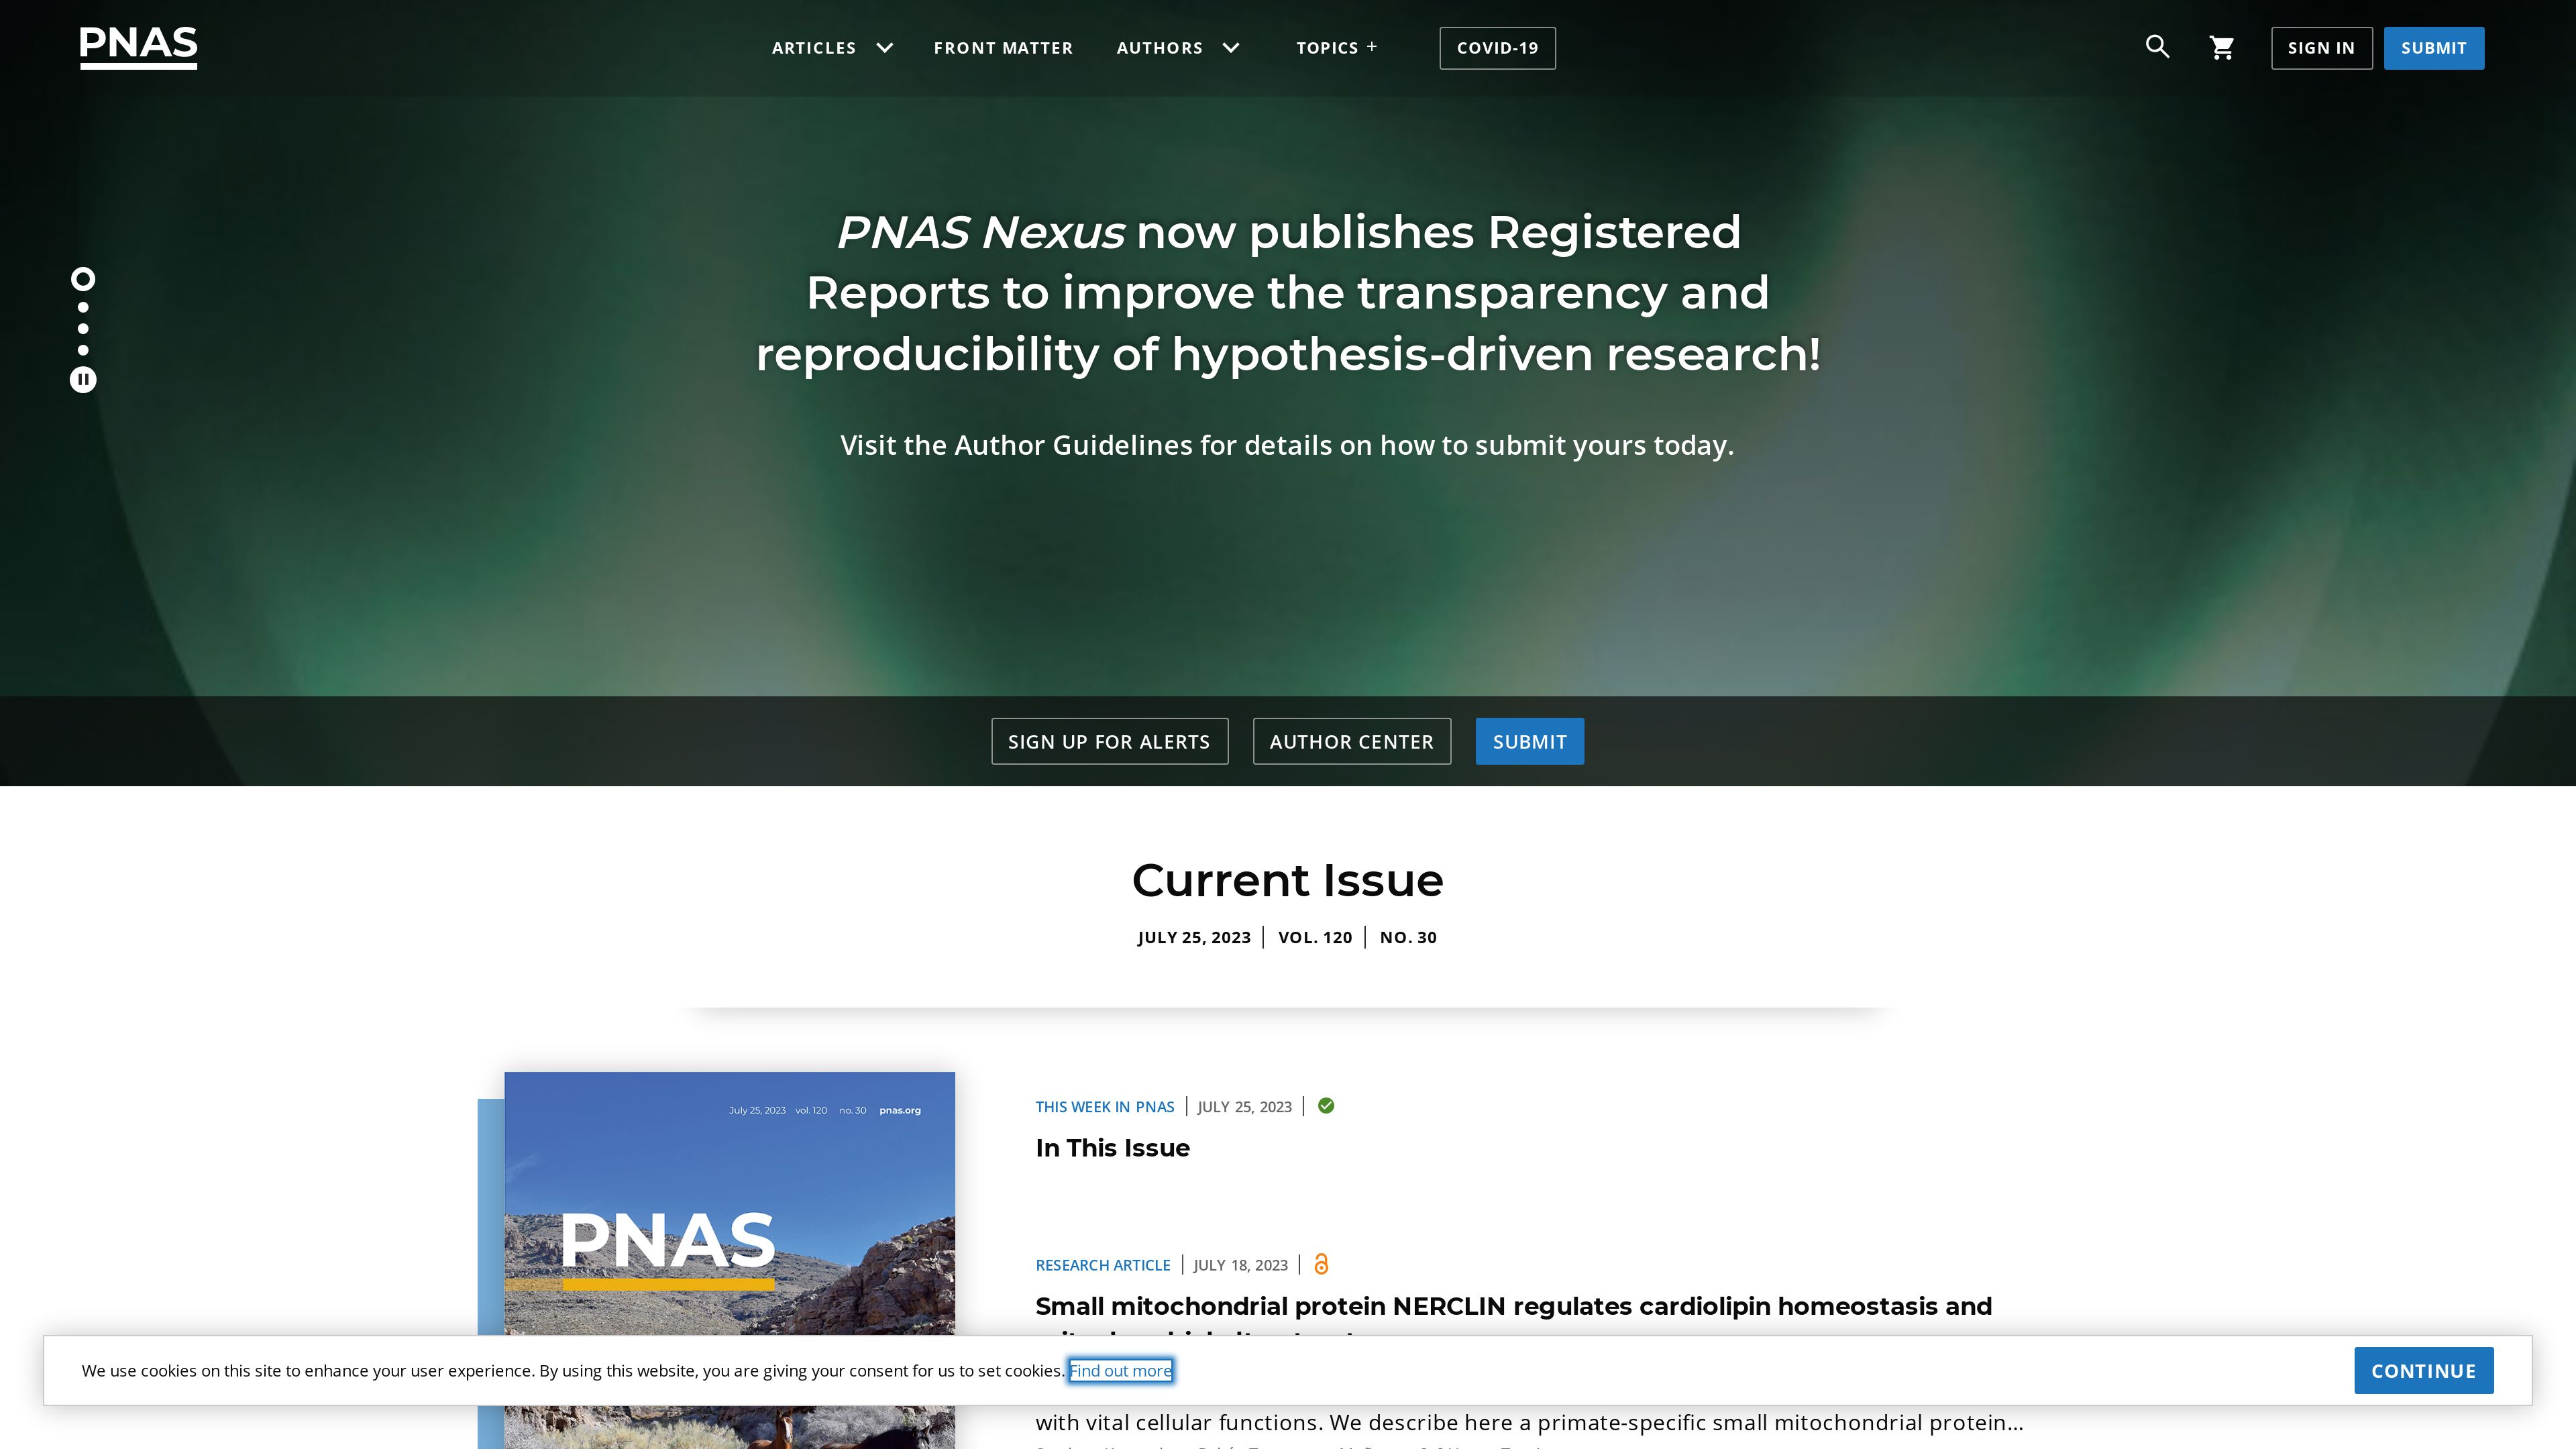 PNAS
ARTICLES FRONT MATTER AUTHORS TOPICS + COVID-19 SIGN IN SUBMIT
PNAS Nexus now publishes Registered
Reports to improve the transparency and
reproducibility of hypothesis-driven research!
Visit the Author Guidelines for details on how to submit yours today.
SIGN UP FOR ALERTS AUTHOR CENTER SUBMIT
Current Issue
JULY 25, 2023 VOL. 120 NO. 30
July 25, 2023 vol. 120 no. 30 pnas.org
PNAS
THIS WEEK IN PNAS JULY 25, 2023
In This Issue
RESEARCH ARTICLE JULY 18, 2023
Small mitochondrial protein NERCLIN regulates cardiolipin homeostasis and
We use cookies on this site to enhance your user experience. By using this website, you are giving your consent for us to set cookies. Find out more CONTINUE
with vital cellular functions. We describe here a primate-specific small mitochondrial protein...